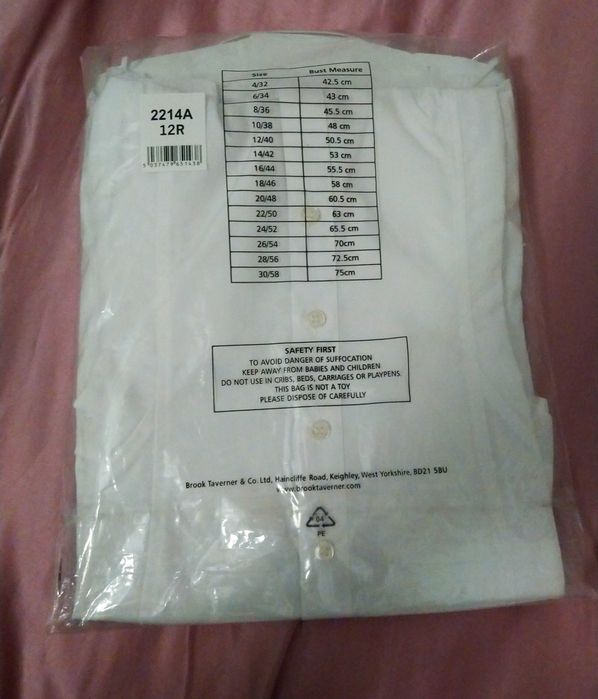 2214A
12R
5 037479 651438
Size Bust Measure
4/32 42.5 cm
6/34 43 cm
8/36 45.5 cm
10/38 48 cm
12/40 50.5 cm
14/42 53 cm
16/44 55.5 cm
18/46 58 cm
20/48 60.5 cm
22/50 63 cm
24/52 65.5 cm
26/54 70cm
28/56 72.5cm
30/58 75cm
SAFETY FIRST
TO AVOID DANGER OF SUFFOCATION
KEEP AWAY FROM BABIES AND CHILDREN
DO NOT USE IN CRIBS, BEDS, CARRIAGES OR PLAYPENS.
THIS BAG IS NOT A TOY
PLEASE DISPOSE OF CAREFULLY
Brook Taverner & Co. Ltd, Haincliffe Road, Keighley, West Yorkshire, BD21 5BU
www.brooktaverner.com
04
PE